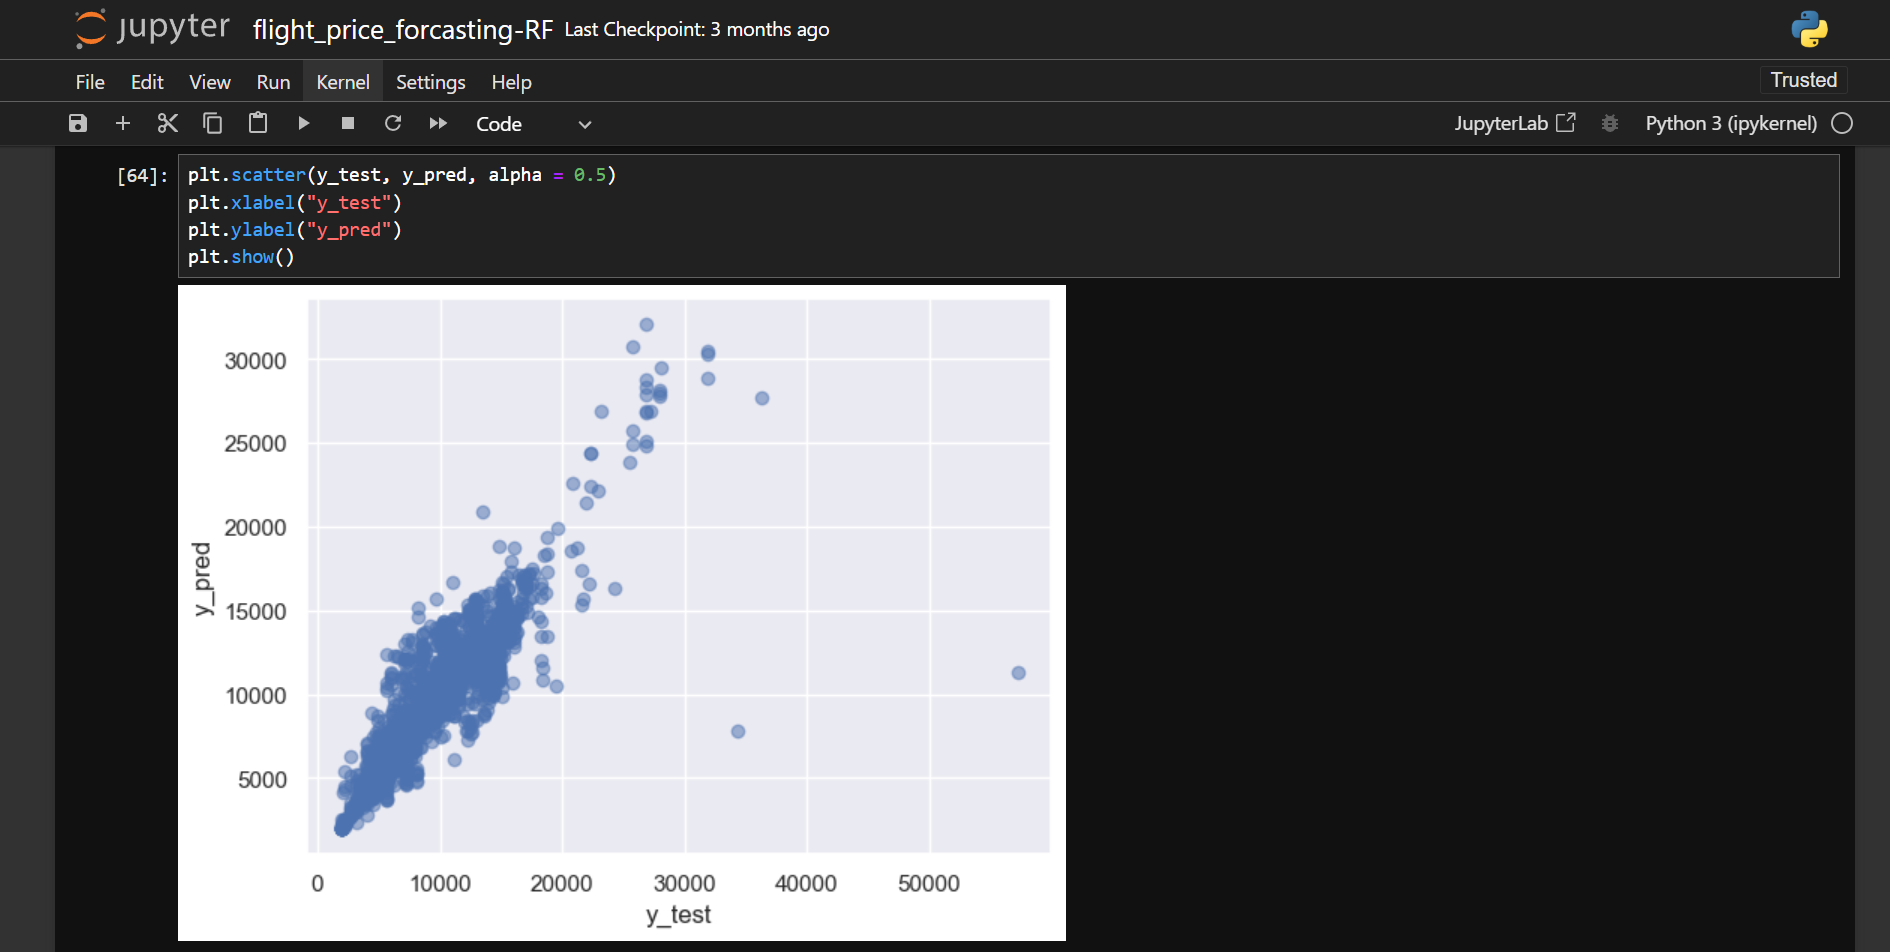 jupyter flight_price_forcasting-RF Last Checkpoint: 3 months ago
File Edit View Run Kernel Settings Help Trusted
Code JupyterLab Python 3 (ipykernel)
[64]: plt.scatter(y_test, y_pred, alpha = 0.5)
plt.xlabel("y_test")
plt.ylabel("y_pred")
plt.show()
30000
25000
20000
15000
10000
5000
y_pred
0 10000 20000 30000 40000 50000
y_test